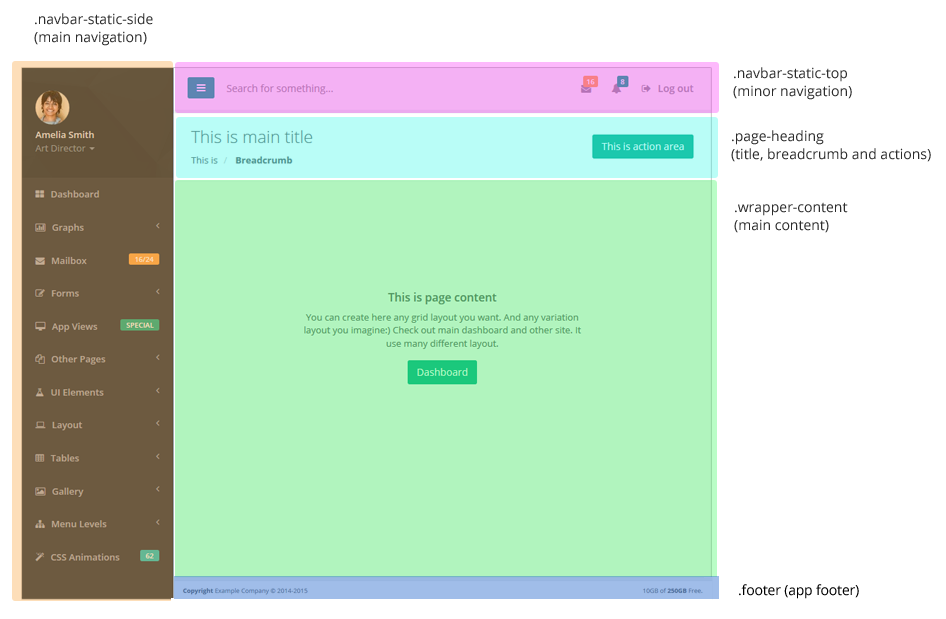 .navbar-static-side
(main navigation)
.navbar-static-top
(minor navigation)
.page-heading
(title, breadcrumb and actions)
.wrapper-content
(main content)
.footer (app footer)
Amelia Smith
Art Director
Dashboard
Graphs
Mailbox 16/24
Forms
App Views SPECIAL
Other Pages
UI Elements
Layout
Tables
Gallery
Menu Levels
CSS Animations 62
Search for something... 16 8 Log out
This is main title
This is / Breadcrumb
This is action area
This is page content
You can create here any grid layout you want. And any variation
layout you imagine:) Check out main dashboard and other site. It
use many different layout.
Dashboard
Copyright Example Company © 2014-2015
10GB of 250GB Free.